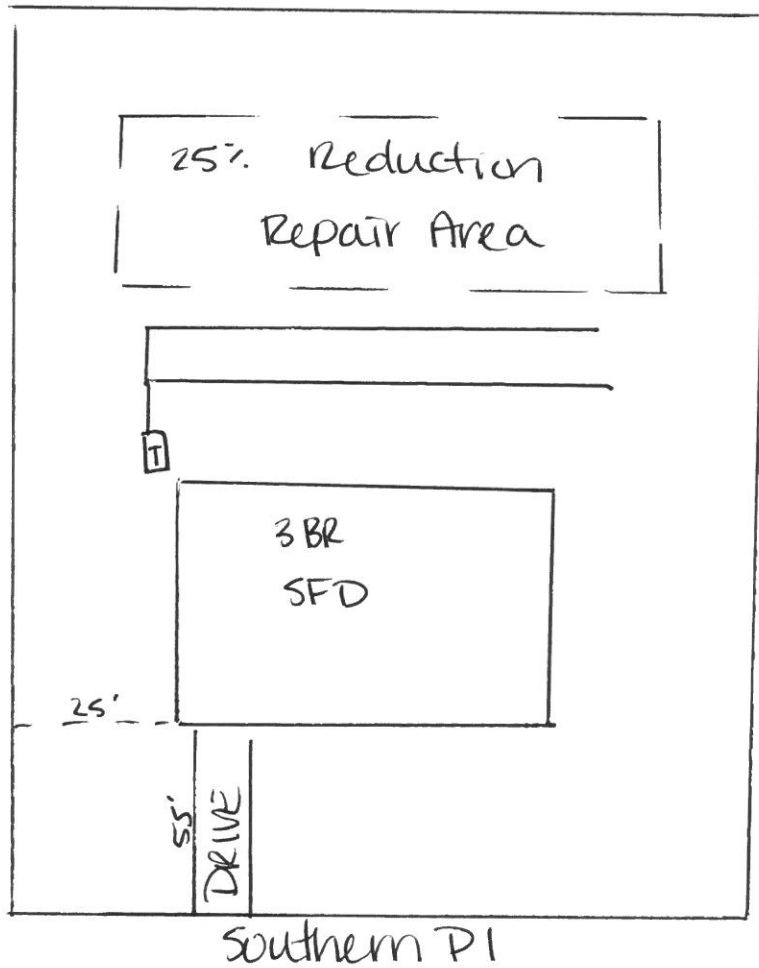 25% Reduction
Repair Area
T
3 BR
SFD
25'
55'
DRIVE
Southern Pl